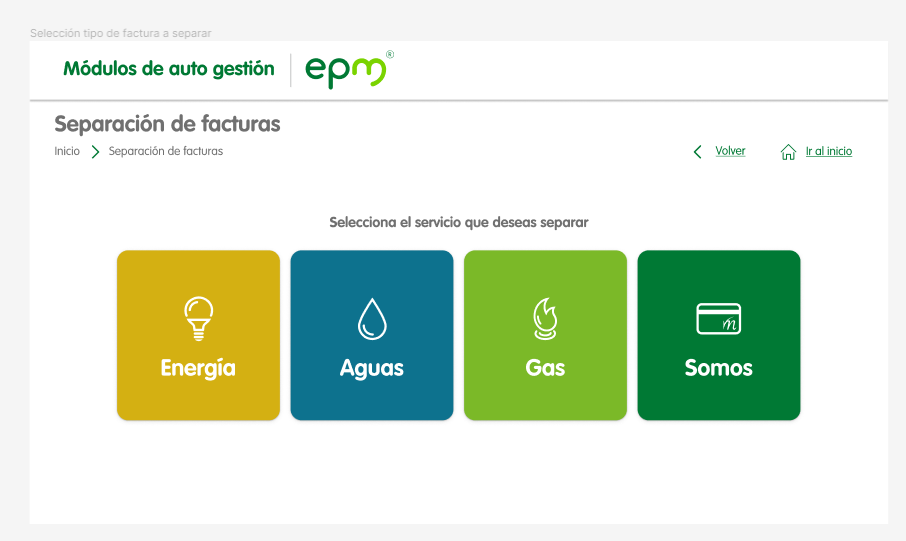 Selección tipo de factura a separar
Módulos de auto gestión
epm®
Separación de facturas
Inicio
Separación de facturas
Volver
Ir al inicio
Selecciona el servicio que deseas separar
Energía
Aguas
Gas
Somos